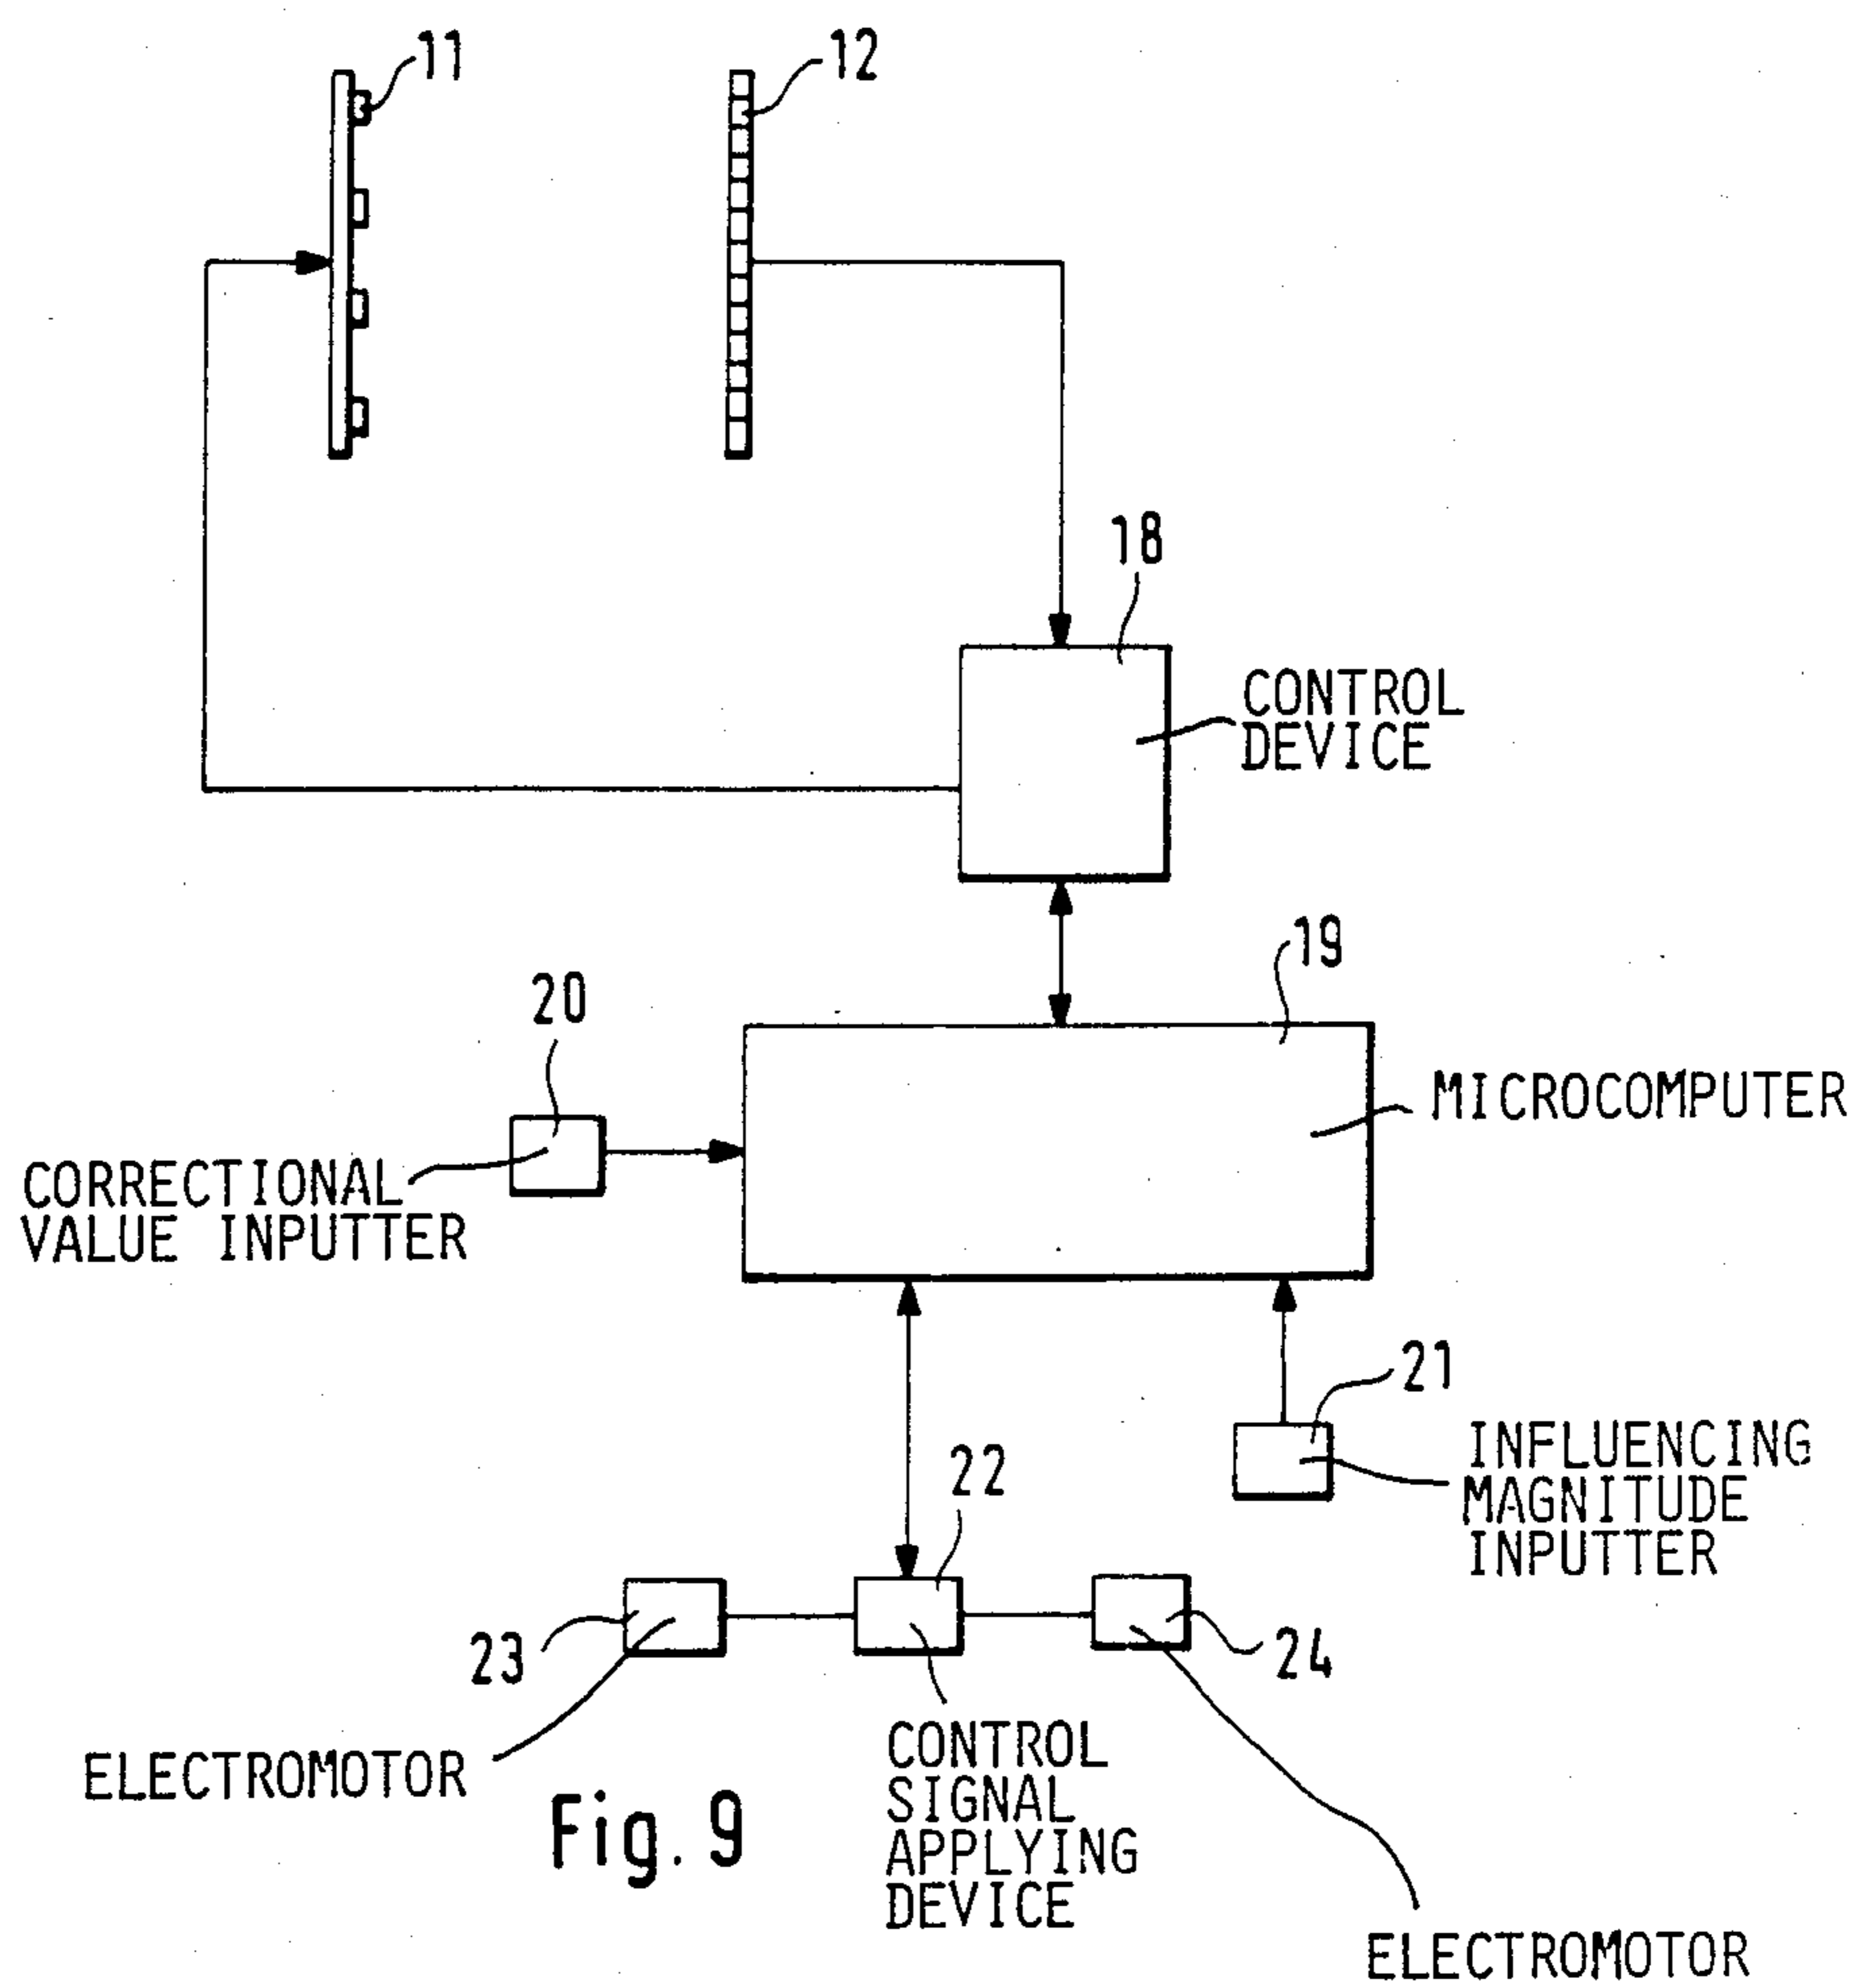 11
12
18
CONTROL
DEVICE
19
20
MICROCOMPUTER
CORRECTIONAL
VALUE INPUTTER
21
INFLUENCING
MAGNITUDE
INPUTTER
22
23
24
ELECTROMOTOR
CONTROL
SIGNAL
APPLYING
DEVICE
Fig. 9
ELECTROMOTOR